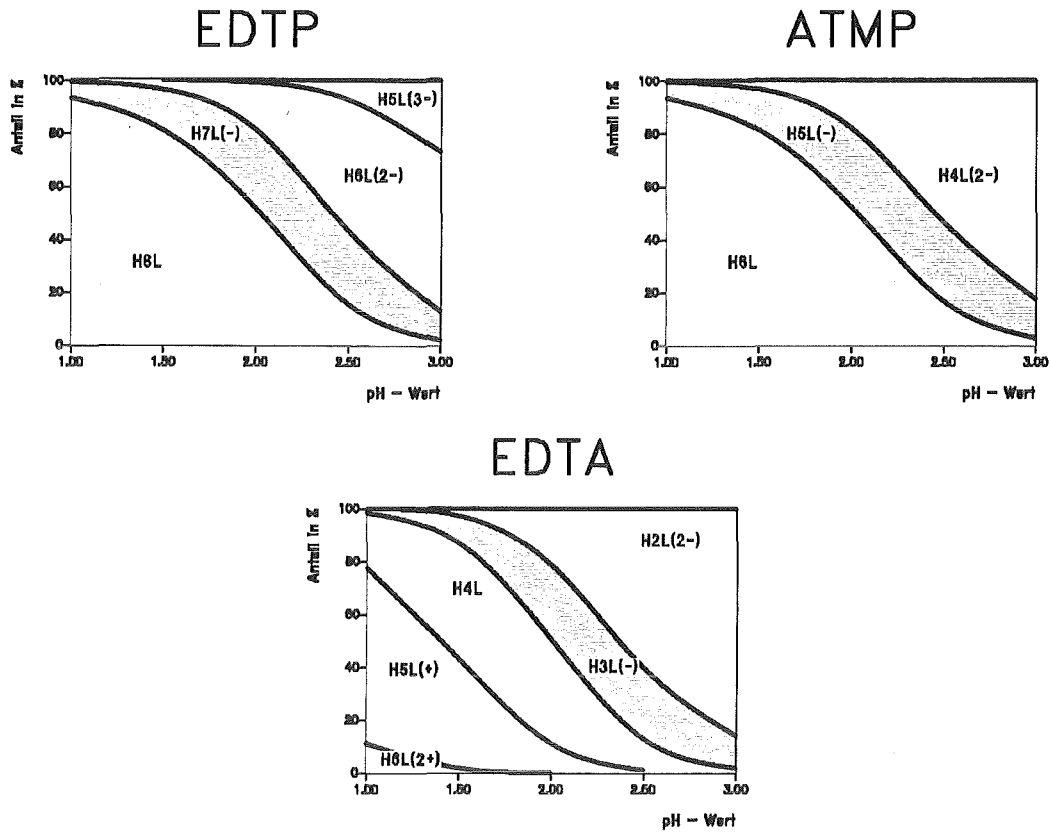 EDTP
Anteil in %
100
80
60
40
20
0
H5L(3-)
H7L(-)
H6L(2-)
H8L
1.00 1.50 2.00 2.50 3.00
pH - Wert
ATMP
Anteil in %
100
80
60
40
20
0
H5L(-)
H4L(2-)
H6L
1.00 1.50 2.00 2.50 3.00
pH - Wert
EDTA
Anteil in %
100
80
60
40
20
0
H2L(2-)
H4L
H3L(-)
H5L(+)
H6L(2+)
1.00 1.50 2.00 2.50 3.00
pH - Wert